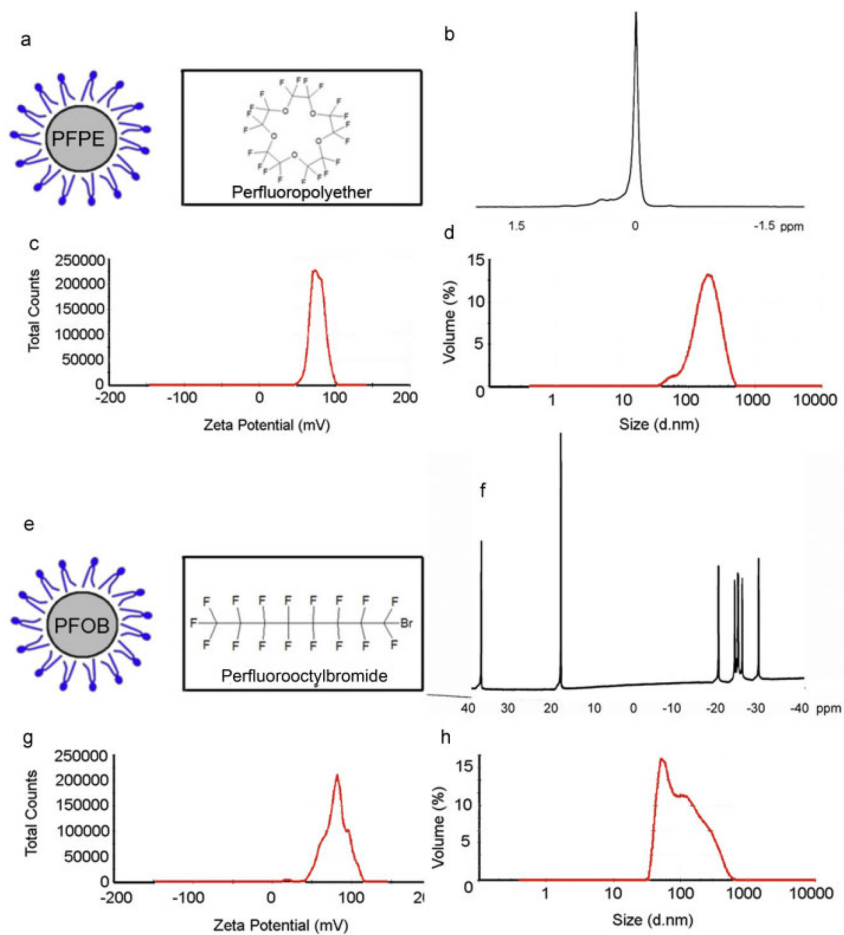 a
PFPE
F F F F F F F F F F F F F F F F F F F F
O O O O O
Perfluoropolyether
b
1.5 0 -1.5 ppm
c
Total Counts
250000
200000
150000
100000
50000
0
-200 -100 0 100 200
Zeta Potential (mV)
d
Volume (%)
15
10
5
1 10 100 1000 10000
Size (d.nm)
e
PFOB
F F F F F F F F
F Br
F F F F F F F F
Perfluorooctylbromide
f
40 30 20 10 0 -10 -20 -30 -40 ppm
g
Total Counts
250000
200000
150000
100000
50000
0
-200 -100 0 100 20
Zeta Potential (mV)
h
Volume (%)
15
10
5
0
1 10 100 1000 10000
Size (d.nm)